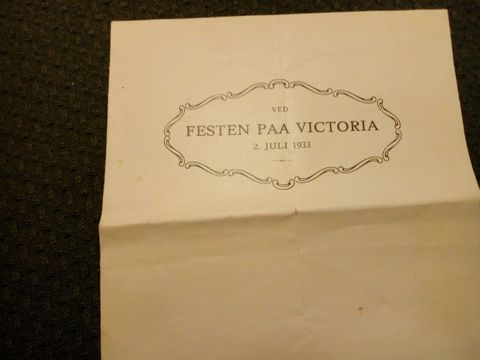 VED
FESTEN PAA VICTORIA
2. JULI 1933